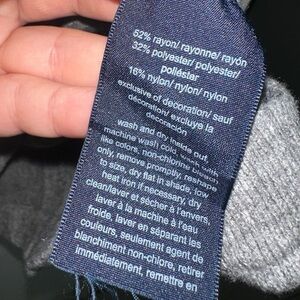 52% rayon/ rayonne/ rayón
32% polyester/ polyester/
poliéster
16% nylon/ nylon/ nylon
exclusive of decoration/ sauf
décoration/ excluye la
decoración
wash and dry inside out,
machine wash cold, wash with
like colors, non-chlorine bleach
only, remove promptly, reshape
to size, dry flat in shade, low
heat iron if necessary, dry
clean/laver et sécher à l'envers,
laver à la machine à l'eau
froide, laver en séparant les
couleurs, seulement agent de
blanchiment non-chlore, retirer
immédiatement, remettre en